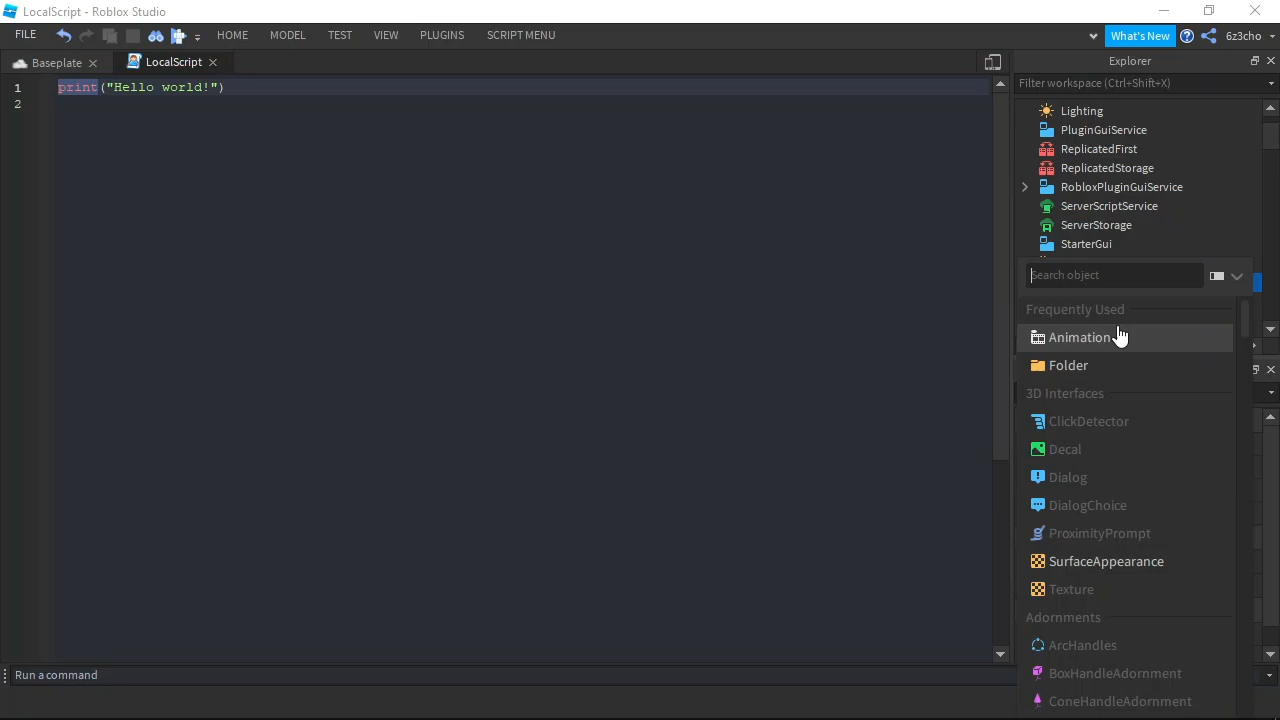 LocalScript - Roblox Studio
FILE HOME MODEL TEST VIEW PLUGINS SCRIPT MENU What's New 6z3cho
Baseplate LocalScript
1 print("Hello world!")
2
Explorer
Filter workspace (Ctrl+Shift+X)
Lighting
PluginGuiService
ReplicatedFirst
ReplicatedStorage
RobloxPluginGuiService
ServerScriptService
ServerStorage
StarterGui
Search object
Frequently Used
Animation
Folder
3D Interfaces
ClickDetector
Decal
Dialog
DialogChoice
ProximityPrompt
SurfaceAppearance
Texture
Adornments
ArcHandles
BoxHandleAdornment
ConeHandleAdornment
Run a command